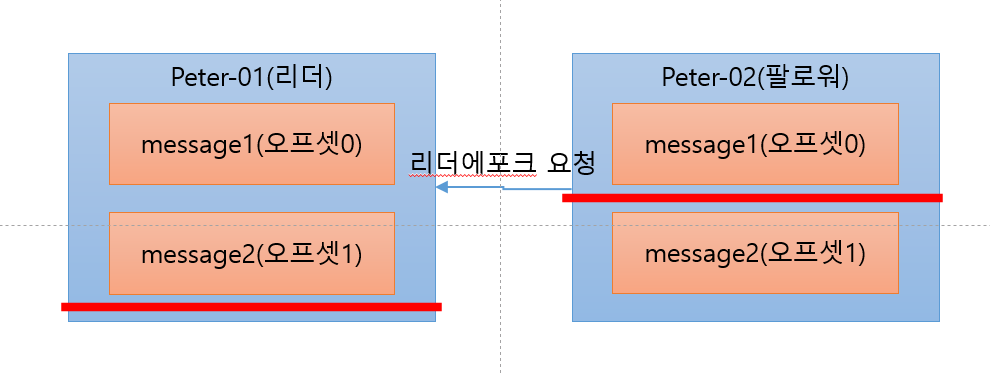 Peter-01(리더)
message1(오프셋0)
message2(오프셋1)
리더에포크 요청
Peter-02(팔로워)
message1(오프셋0)
message2(오프셋1)